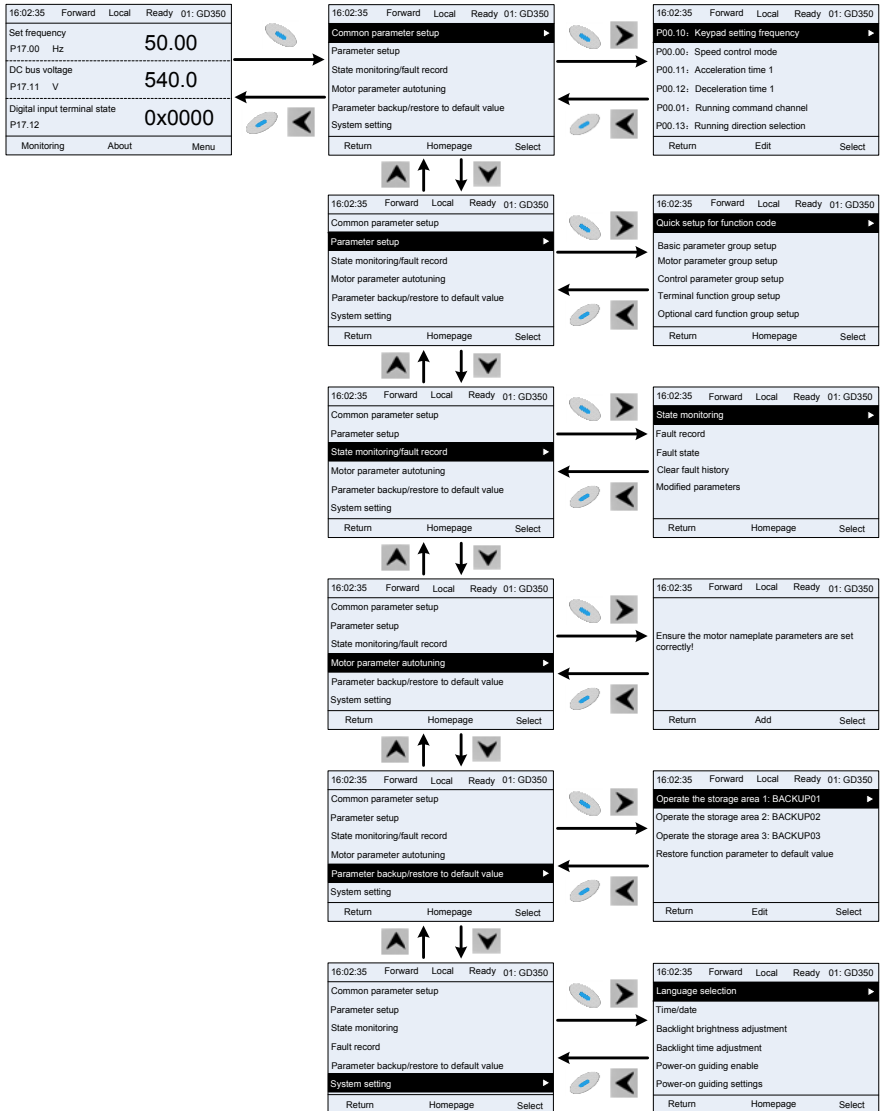 16:02:35 Forward Local Ready 01: GD350
Set frequency
P17.00 Hz 50.00
DC bus voltage
P17.11 V 540.0
Digital input terminal state
P17.12 0x0000
Monitoring About Menu
16:02:35 Forward Local Ready 01: GD350
Common parameter setup
Parameter setup
State monitoring/fault record
Motor parameter autotuning
Parameter backup/restore to default value
System setting
Return Homepage Select
16:02:35 Forward Local Ready 01: GD350
P00.10: Keypad setting frequency
P00.00: Speed control mode
P00.11: Acceleration time 1
P00.12: Deceleration time 1
P00.01: Running command channel
P00.13: Running direction selection
Return Edit Select
16:02:35 Forward Local Ready 01: GD350
Common parameter setup
Parameter setup
State monitoring/fault record
Motor parameter autotuning
Parameter backup/restore to default value
System setting
Return Homepage Select
16:02:35 Forward Local Ready 01: GD350
Quick setup for function code
Basic parameter group setup
Motor parameter group setup
Control parameter group setup
Terminal function group setup
Optional card function group setup
Return Homepage Select
16:02:35 Forward Local Ready 01: GD350
Common parameter setup
Parameter setup
State monitoring/fault record
Motor parameter autotuning
Parameter backup/restore to default value
System setting
Return Homepage Select
16:02:35 Forward Local Ready 01: GD350
State monitoring
Fault record
Fault state
Clear fault history
Modified parameters
Return Homepage Select
16:02:35 Forward Local Ready 01: GD350
Common parameter setup
Parameter setup
State monitoring/fault record
Motor parameter autotuning
Parameter backup/restore to default value
System setting
Return Homepage Select
16:02:35 Forward Local Ready 01: GD350
Ensure the motor nameplate parameters are set
correctly!
Return Add Select
16:02:35 Forward Local Ready 01: GD350
Common parameter setup
Parameter setup
State monitoring/fault record
Motor parameter autotuning
Parameter backup/restore to default value
System setting
Return Homepage Select
16:02:35 Forward Local Ready 01: GD350
Operate the storage area 1: BACKUP01
Operate the storage area 2: BACKUP02
Operate the storage area 3: BACKUP03
Restore function parameter to default value
Return Edit Select
16:02:35 Forward Local Ready 01: GD350
Common parameter setup
Parameter setup
State monitoring
Fault record
Parameter backup/restore to default value
System setting
Return Homepage Select
16:02:35 Forward Local Ready 01: GD350
Language selection
Time/date
Backlight brightness adjustment
Backlight time adjustment
Power-on guiding enable
Power-on guiding settings
Return Homepage Select